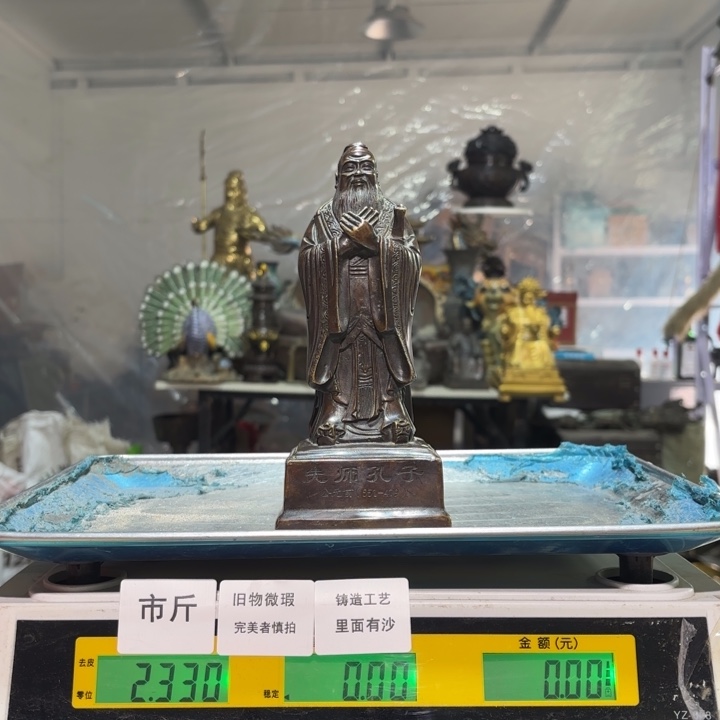 先师孔子
市斤
旧物微瑕
完美者慎拍
铸造工艺
里面有沙
金额(元)
去皮
零位
2.330
稳定
0.00
0.00